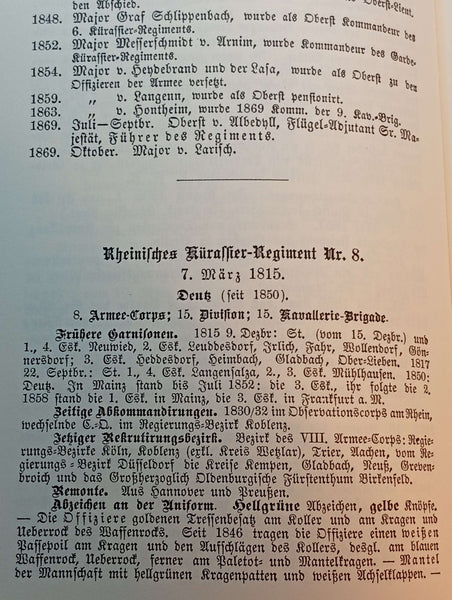 den Abschied.
1848. Major Graf Schlippenbach, wurde als Oberst Kommandeur des
6. Kürassier-Regiments.
1852. Major Messerschmidt v. Arnim, wurde Kommandeur des Garde-
Kürassier-Regiments.
1854. Major v. Heydebrand und der Lasa, wurde als Oberst zu den
Offizieren der Armee versetzt.
1859. „ v. Langenn, wurde als Oberst pensionirt.
1863. „ v. Hontheim, wurde 1869 Komm. der 9. Kav.-Brig.
1869. Juli—Septbr. Oberst v. Albedyll, Flügel-Adjutant Sr. Ma-
jestät, Führer des Regiments.
1869. Oktober. Major v. Larisch.
Rheinisches Kürassier-Regiment Nr. 8.
7. März 1815.
Deutz (seit 1850).
8. Armee-Corps; 15. Division; 15. Kavallerie-Brigade.
Frühere Garnisonen. 1815 9. Dezbr: St. (vom 15. Dezbr.) und
1., 4. Esk. Neuwied, 2. Esk. Leubbesdorf, Irlich, Fahr, Wollendorf, Gön-
nersdorf; 3. Esk. Heddesdorf, Heimbach, Gladbach, Ober-Lieben. 1817
22. Septbr.: St. 1., 4. Esk. Langensalza, 2., 3. Esk. Mühlhausen. 1850:
Deutz. In Mainz stand bis Juli 1852: die 3. Esk., ihr folgte die 2.
1858 stand die 1. Esk. in Mainz, die 3. Esk. in Frankfurt a. M.
Zeitige Abkommandirungen. 1830/32 im Observationscorps am Rhein,
wechselnde C.-O. im Regierungs-Bezirk Koblenz.
Jetziger Rekrutirungsbezirk. Bezirk des VIII. Armee-Corps: Regie-
rungs-Bezirke Köln, Koblenz (exkl. Kreis Wetzlar), Trier, Aachen, vom Re-
gierungs-Bezirk Düsseldorf die Kreise Kempen, Gladbach, Neuß, Greven-
broich und das Großherzoglich Oldenburgische Fürstenthum Birkenfeld.
Remonte. Aus Hannover und Preußen.
Abzeichen an der Uniform. Hellgrüne Abzeichen, gelbe Knöpfe.
— Die Offiziere goldenen Tressenbesatz am Koller und am Kragen und
Ueberrock des Waffenrocks. Seit 1846 tragen die Offiziere einen weißen
Passepoil am Kragen und den Aufschlägen des Kollers, desgl. am blauen
Waffenrock, Ueberrock, ferner am Paletot- und Mantelkragen. — Mantel
der Mannschaft mit hellgrünen Kragenpatten und weißen Achselklappen. —